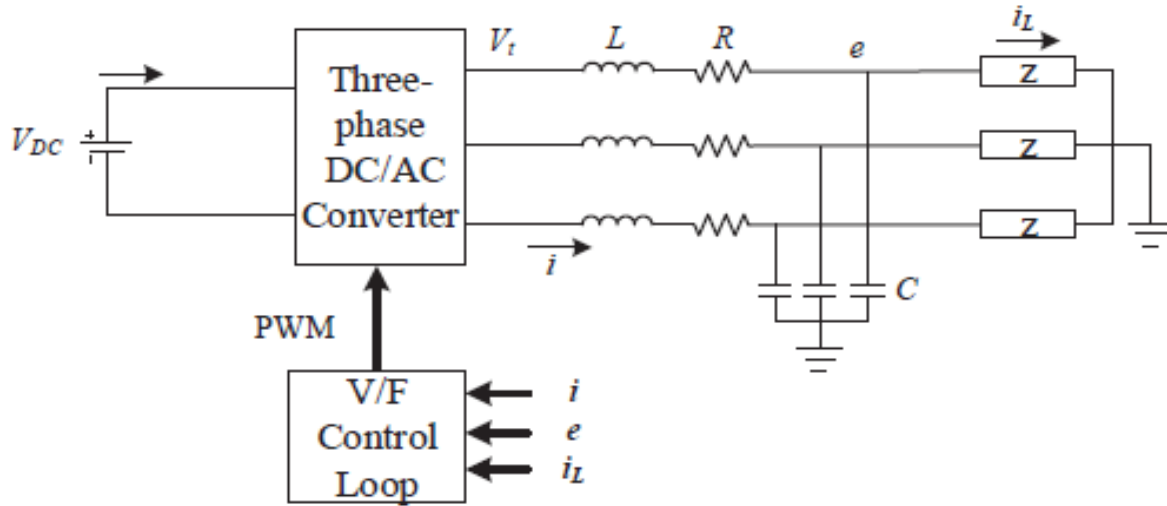 V_t L R e i_L
Three-
phase
DC/AC
Converter
V_DC
+
-
Z
Z
Z
i
C
PWM
V/F
Control
Loop
i
e
i_L